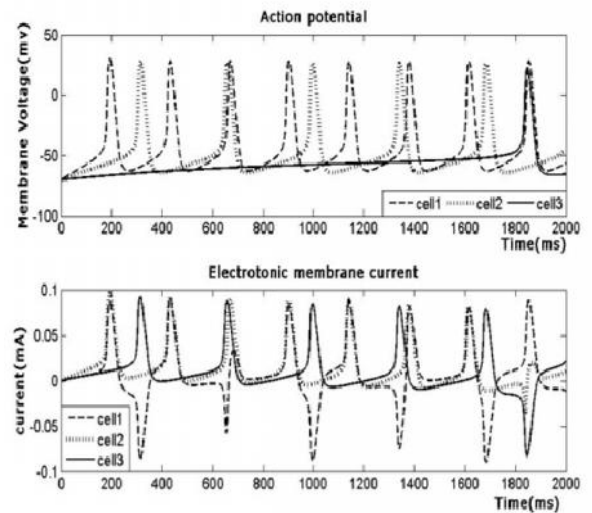 Action potential
Membrane Voltage(mv)
50
0
-50
-100
cell1 cell2 cell3
0 200 400 600 800 1000 1200 1400 1600 1800 2000
Time(ms)
Electrotonic membrane current
current(mA)
0.1
0.05
0
-0.05
-0.1
cell1
cell2
cell3
0 200 400 600 800 1000 1200 1400 1600 1800 2000
Time(ms)